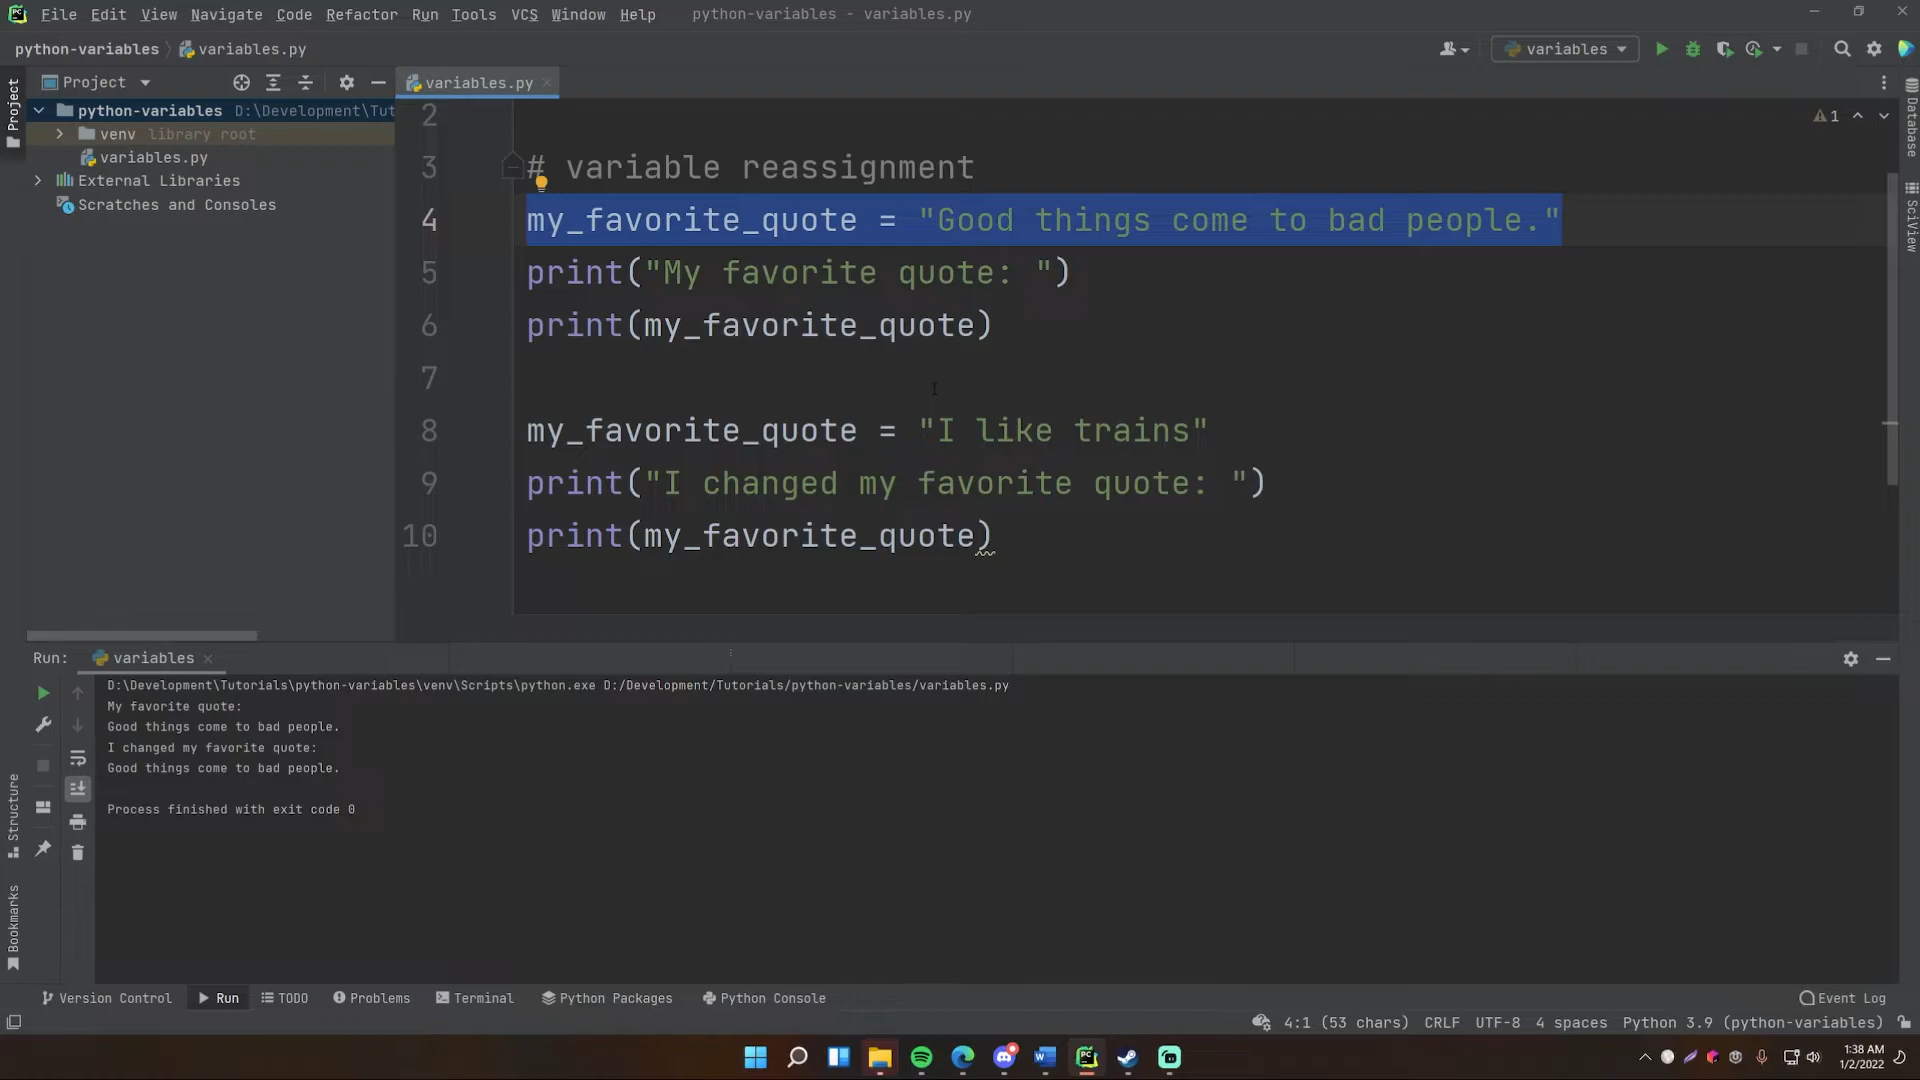 File Edit View Navigate Code Refactor Run Tools VCS Window Help python-variables - variables.py
python-variables variables.py
variables
Project
variables.py
python-variables D:\Development\Tut
venv library root
variables.py
External Libraries
Scratches and Consoles
Project
Structure
Bookmarks
Database
SciView
1
2
3 # variable reassignment
4 my_favorite_quote = "Good things come to bad people."
5 print("My favorite quote: ")
6 print(my_favorite_quote)
7
8 my_favorite_quote = "I like trains"
9 print("I changed my favorite quote: ")
10 print(my_favorite_quote)
Run: variables
D:\Development\Tutorials\python-variables\venv\Scripts\python.exe D:/Development/Tutorials/python-variables/variables.py
My favorite quote:
Good things come to bad people.
I changed my favorite quote:
Good things come to bad people.
Process finished with exit code 0
Version Control Run TODO Problems Terminal Python Packages Python Console Event Log
4:1 (53 chars) CRLF UTF-8 4 spaces Python 3.9 (python-variables)
1:38 AM
1/2/2022